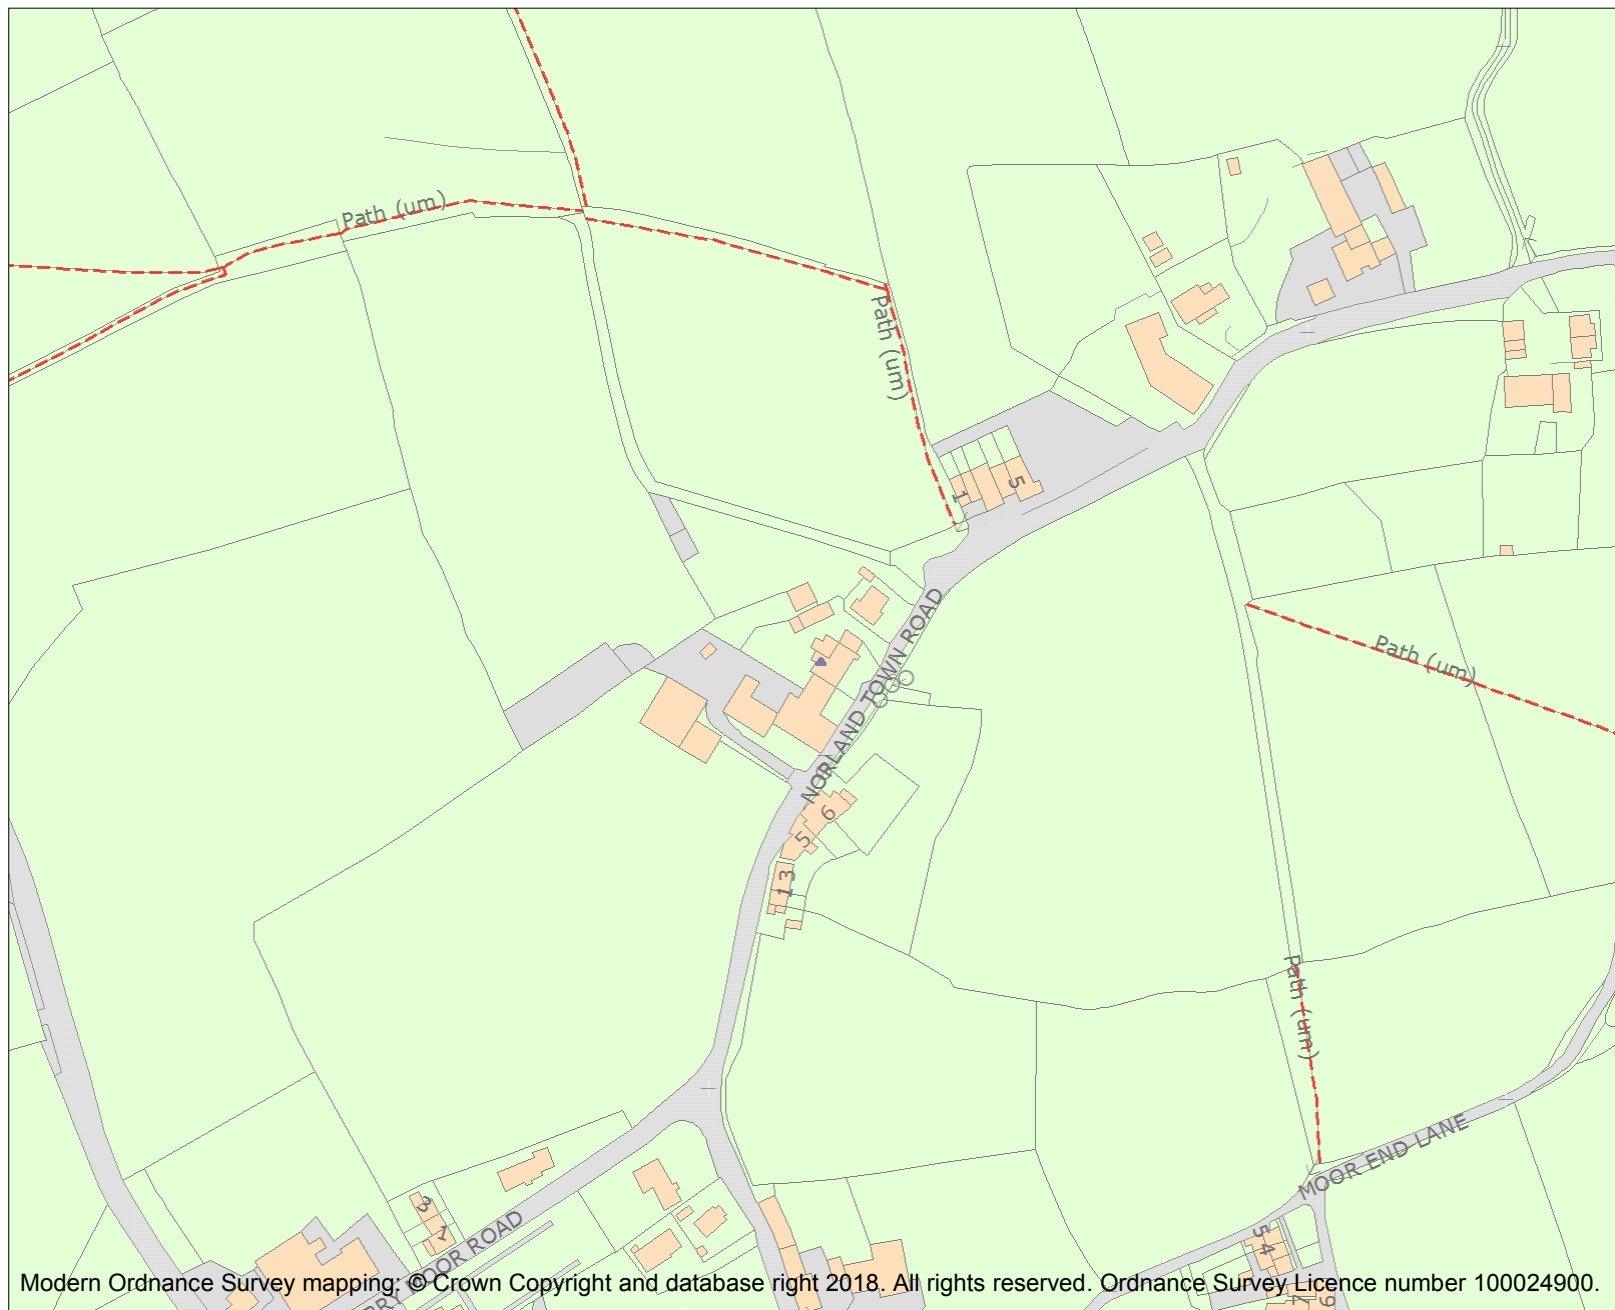 Path (um)
Path (um)
1
5
NORLAND TOWN ROAD
Path (um)
6
5
3
1
Path (um)
MOOR END LANE
3
1
MOOR ROAD
5
4
Modern Ordnance Survey mapping: © Crown Copyright and database right 2018. All rights reserved. Ordnance Survey Licence number 100024900.